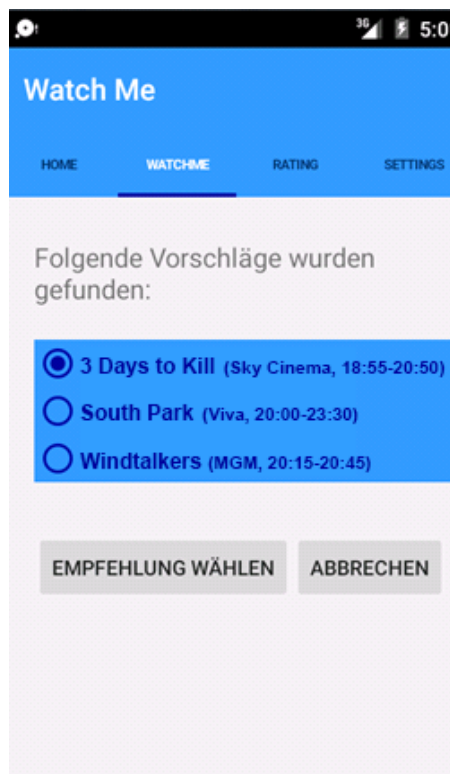 3G 5:0
Watch Me
HOME WATCHME RATING SETTINGS
Folgende Vorschläge wurden
gefunden:
3 Days to Kill (Sky Cinema, 18:55-20:50)
South Park (Viva, 20:00-23:30)
Windtalkers (MGM, 20:15-20:45)
EMPFEHLUNG WÄHLEN ABBRECHEN